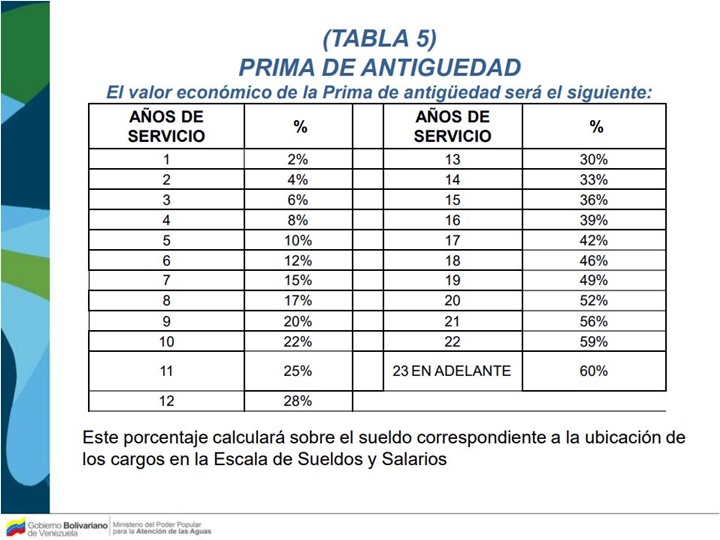 (TABLA 5)
PRIMA DE ANTIGUEDAD
El valor económico de la Prima de antigüedad será el siguiente:
AÑOS DE SERVICIO % AÑOS DE SERVICIO %
1 2% 13 30%
2 4% 14 33%
3 6% 15 36%
4 8% 16 39%
5 10% 17 42%
6 12% 18 46%
7 15% 19 49%
8 17% 20 52%
9 20% 21 56%
10 22% 22 59%
11 25% 23 EN ADELANTE 60%
12 28%
Este porcentaje calculará sobre el sueldo correspondiente a la ubicación de
los cargos en la Escala de Sueldos y Salarios
Gobierno Bolivariano
de Venezuela
Ministerio del Poder Popular
para la Atención de las Aguas